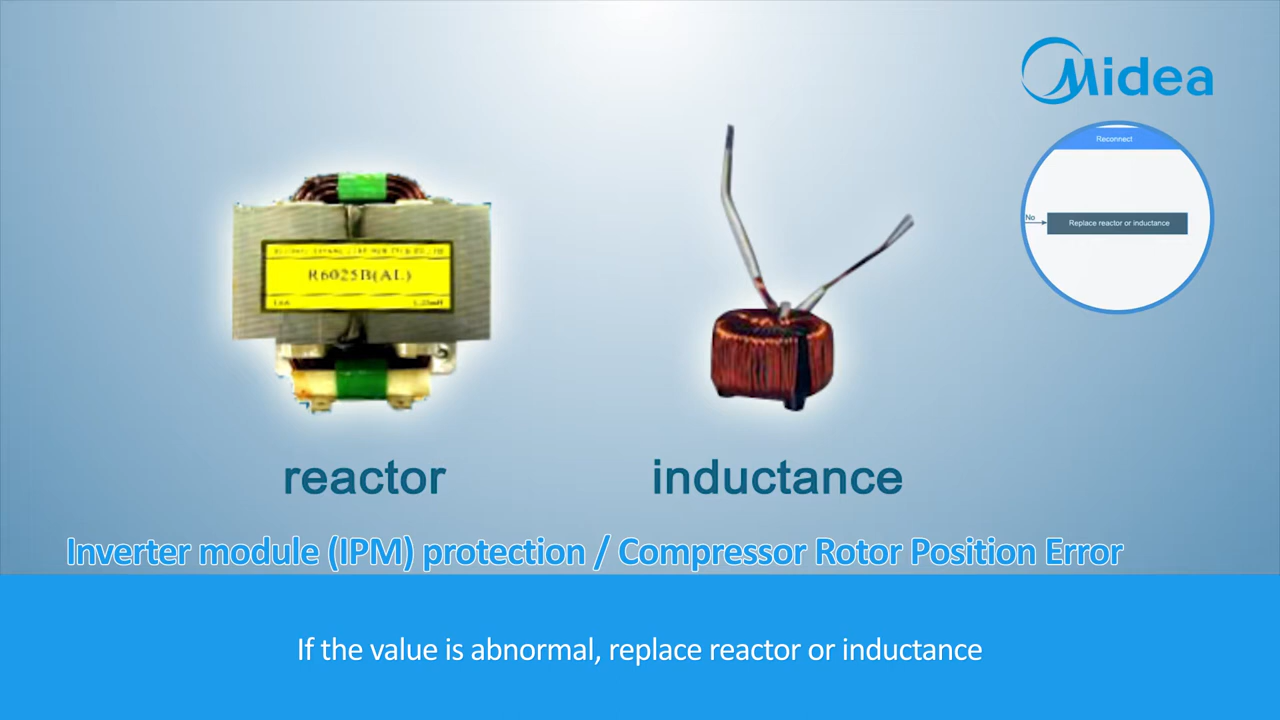 Midea
Reconnect
No
Replace reactor or inductance
R6025B(AL)
reactor
inductance
Inverter module (IPM) protection / Compressor Rotor Position Error
If the value is abnormal, replace reactor or inductance